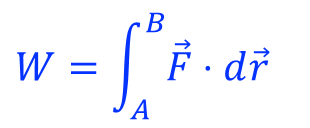 W = ∫_A^B F⃗ · dr⃗